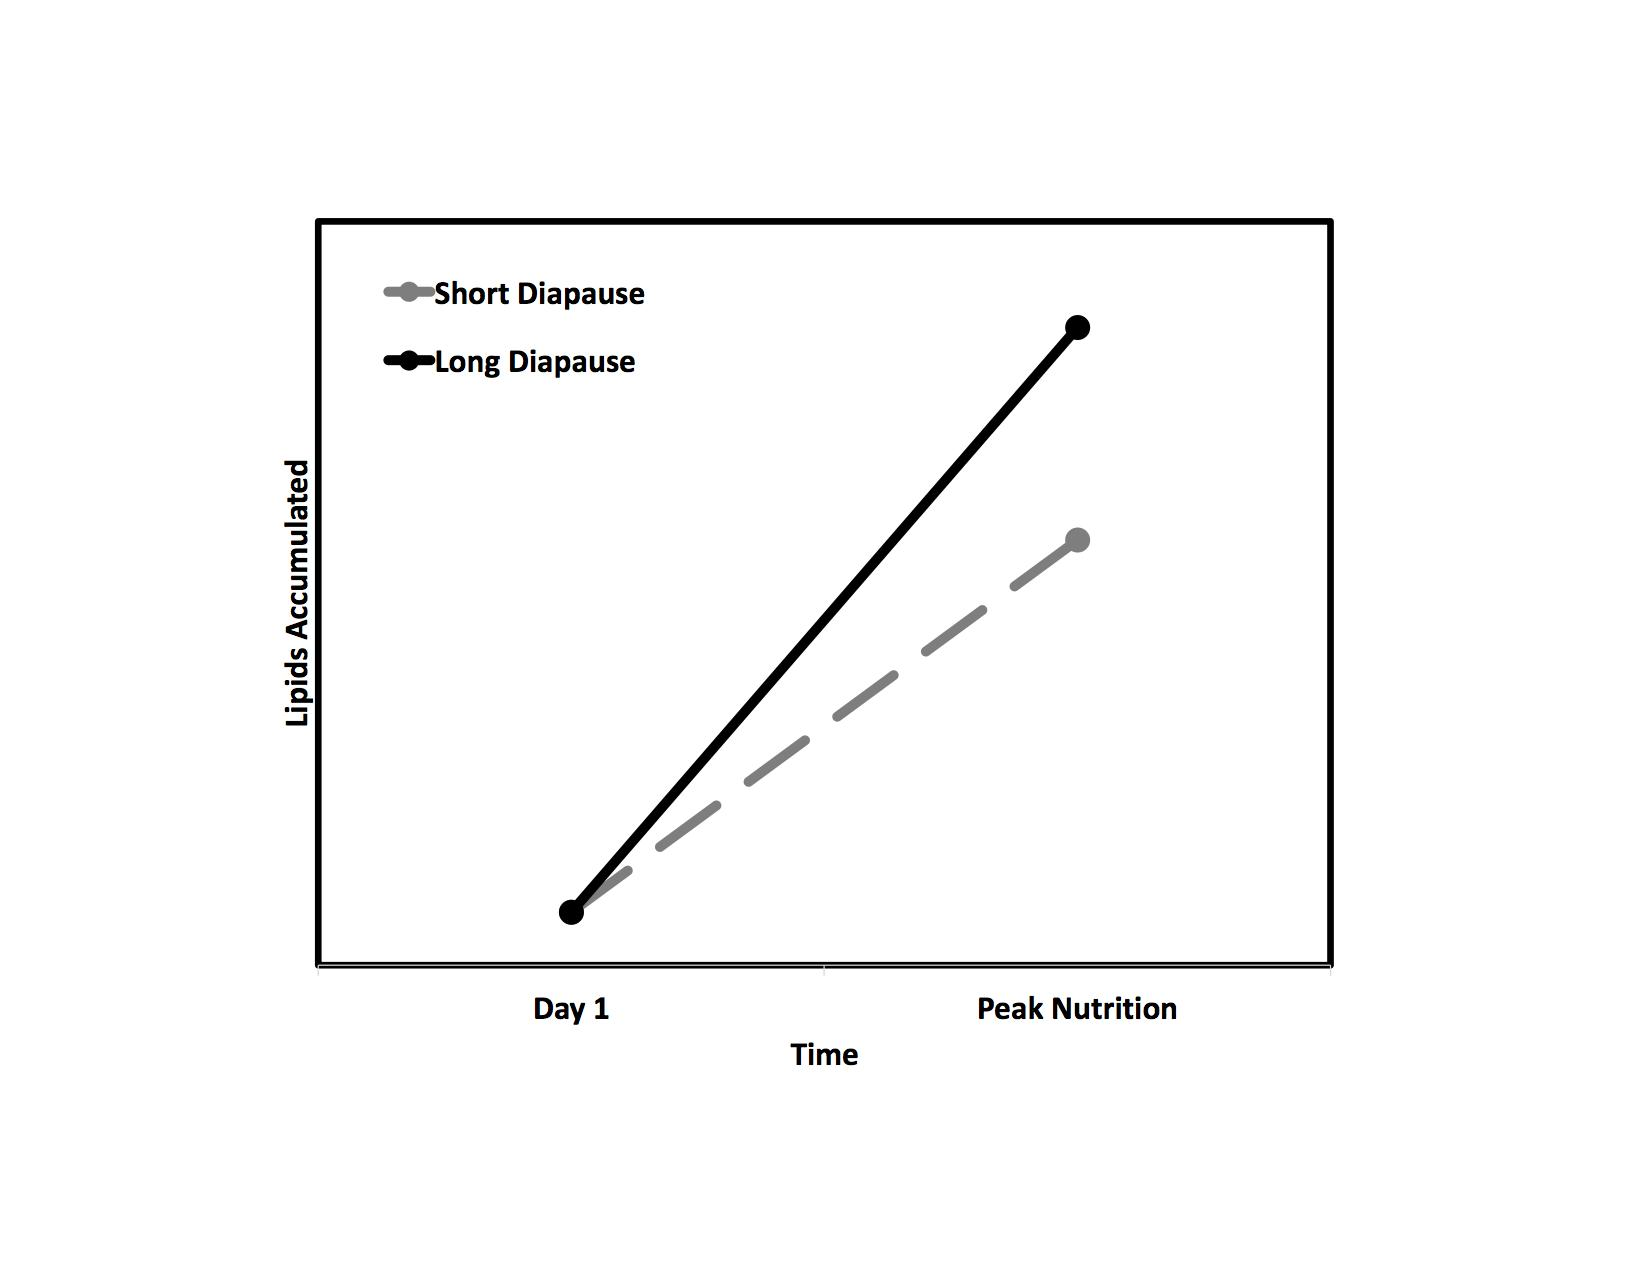 Short Diapause
Long Diapause
Lipids Accumulated
Day 1
Peak Nutrition
Time